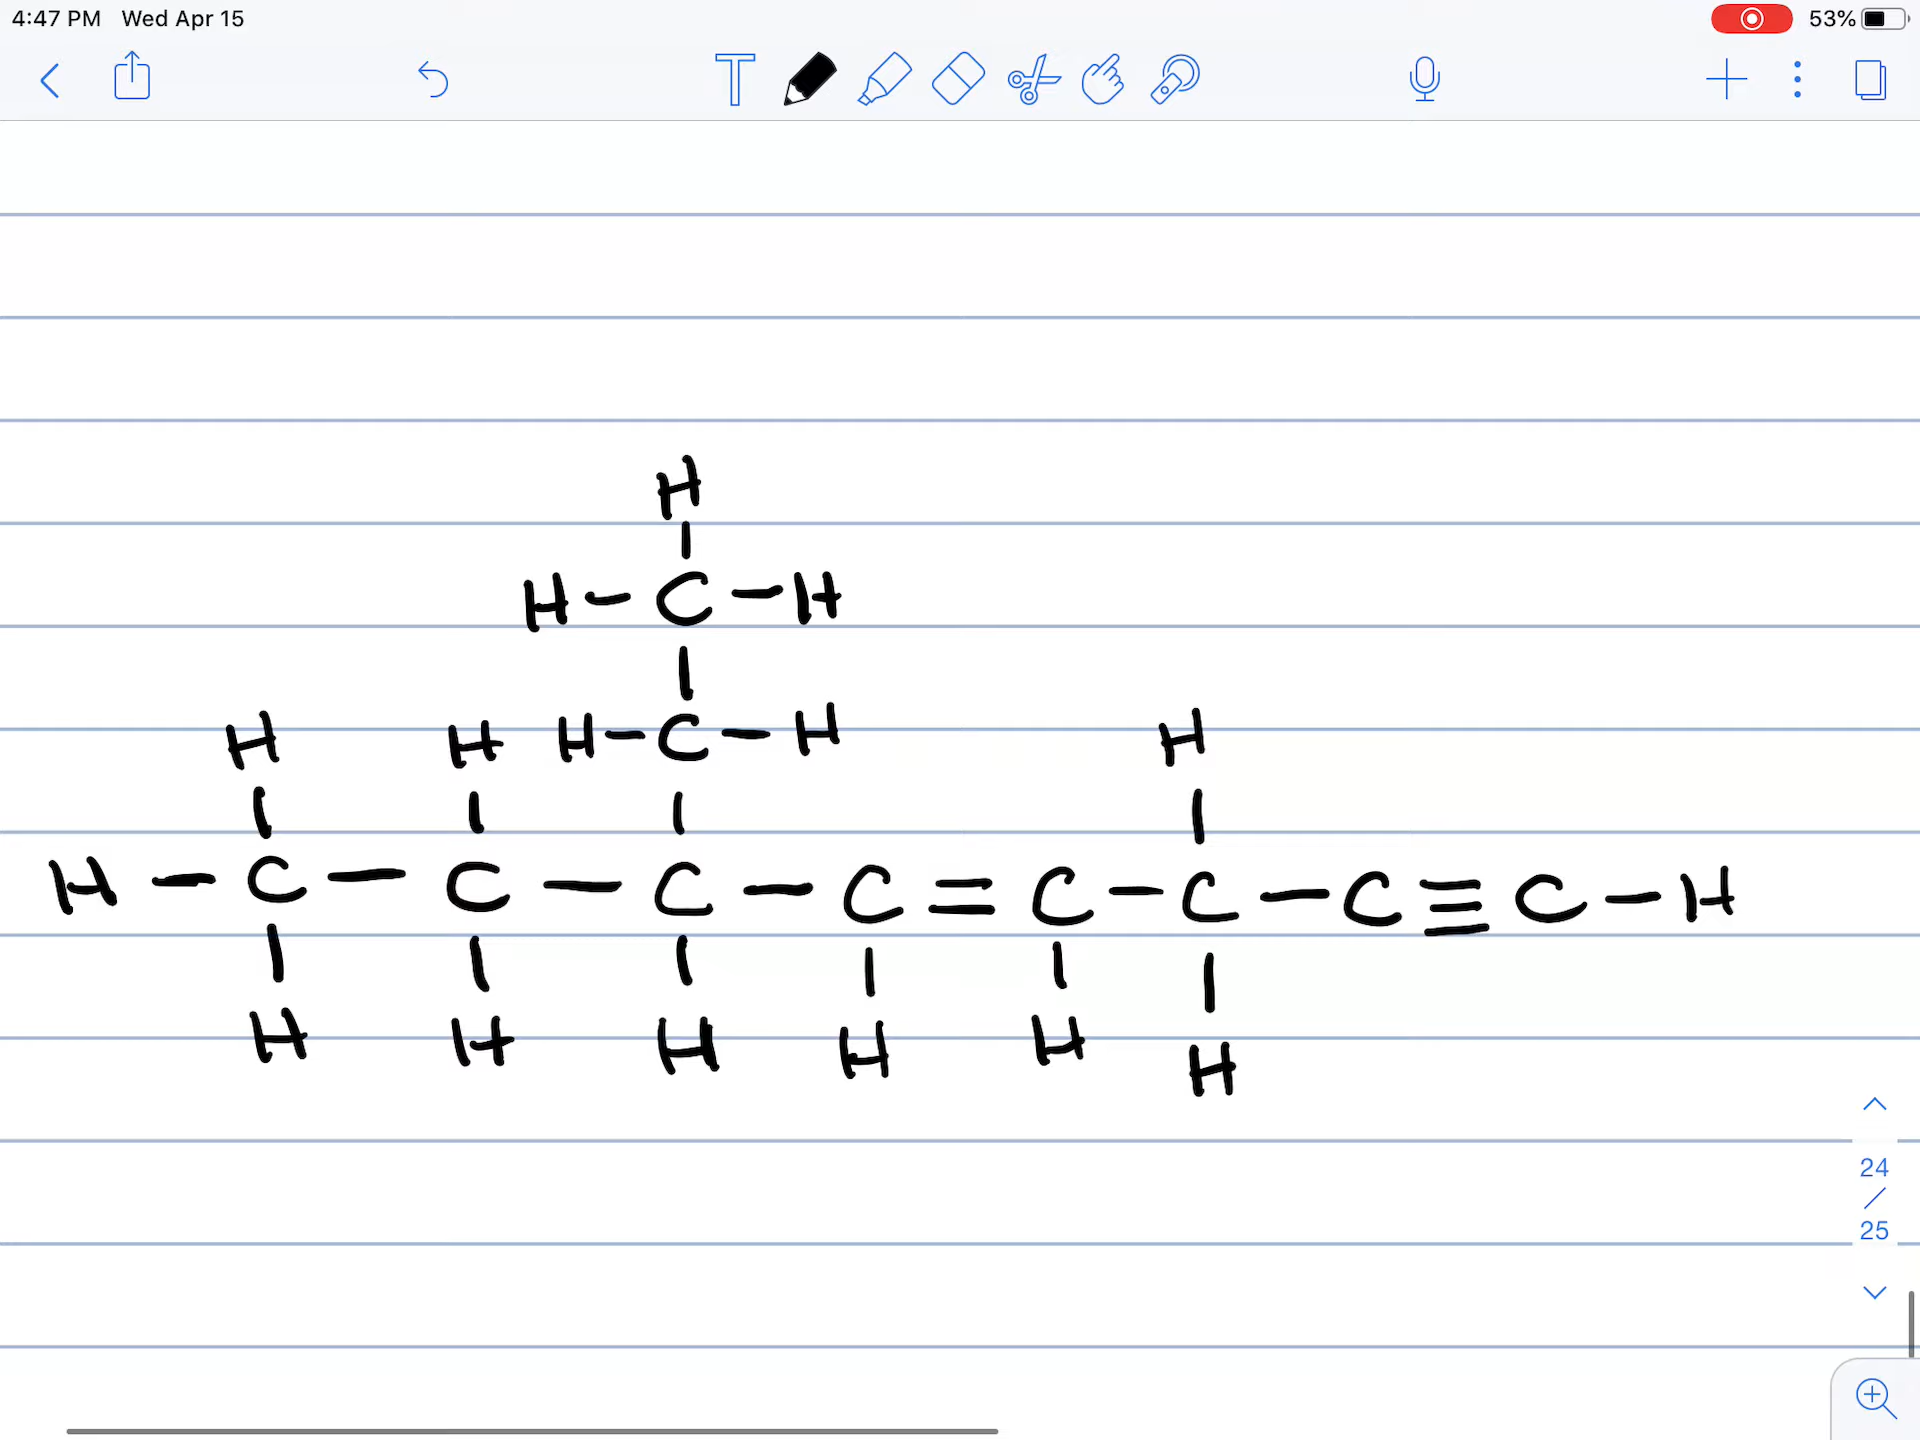 4:47 PM Wed Apr 15
53%
T
H
H - C - H
H H H - C - H H
H - C - C - C - C = C - C - C ≡ C - H
H H H H H H
24
/
25